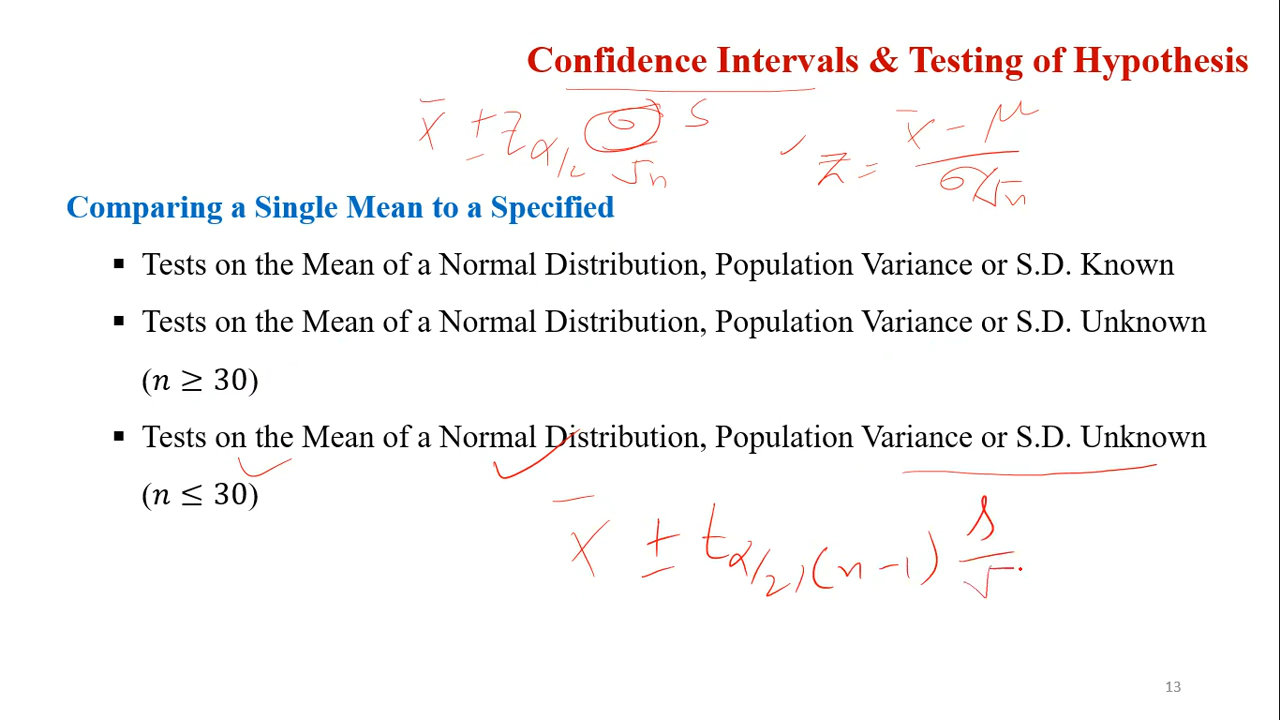 Confidence Intervals & Testing of Hypothesis
x̄ ± z α/2 σ/√n S
z = (x̄ − μ)/(σ/√n)
Comparing a Single Mean to a Specified
▪ Tests on the Mean of a Normal Distribution, Population Variance or S.D. Known
▪ Tests on the Mean of a Normal Distribution, Population Variance or S.D. Unknown
(n ≥ 30)
▪ Tests on the Mean of a Normal Distribution, Population Variance or S.D. Unknown
(n ≤ 30)
x̄ ± t α/2, (n−1) s/√
13